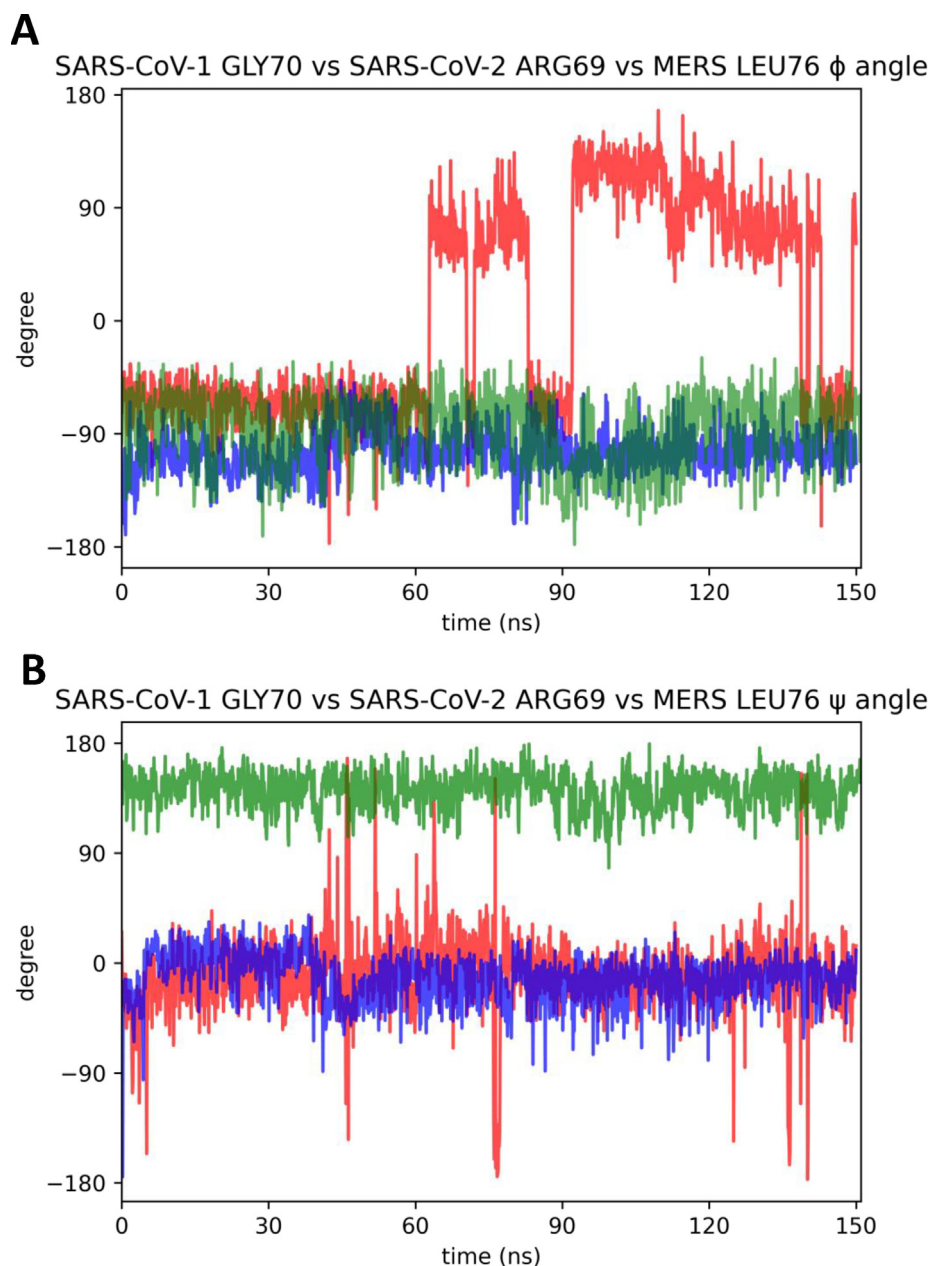 A
SARS-CoV-1 GLY70 vs SARS-CoV-2 ARG69 vs MERS LEU76 ϕ angle
180
90
0
−90
−180
degree
0 30 60 90 120 150
time (ns)
B
SARS-CoV-1 GLY70 vs SARS-CoV-2 ARG69 vs MERS LEU76 ψ angle
180
90
0
−90
−180
degree
0 30 60 90 120 150
time (ns)